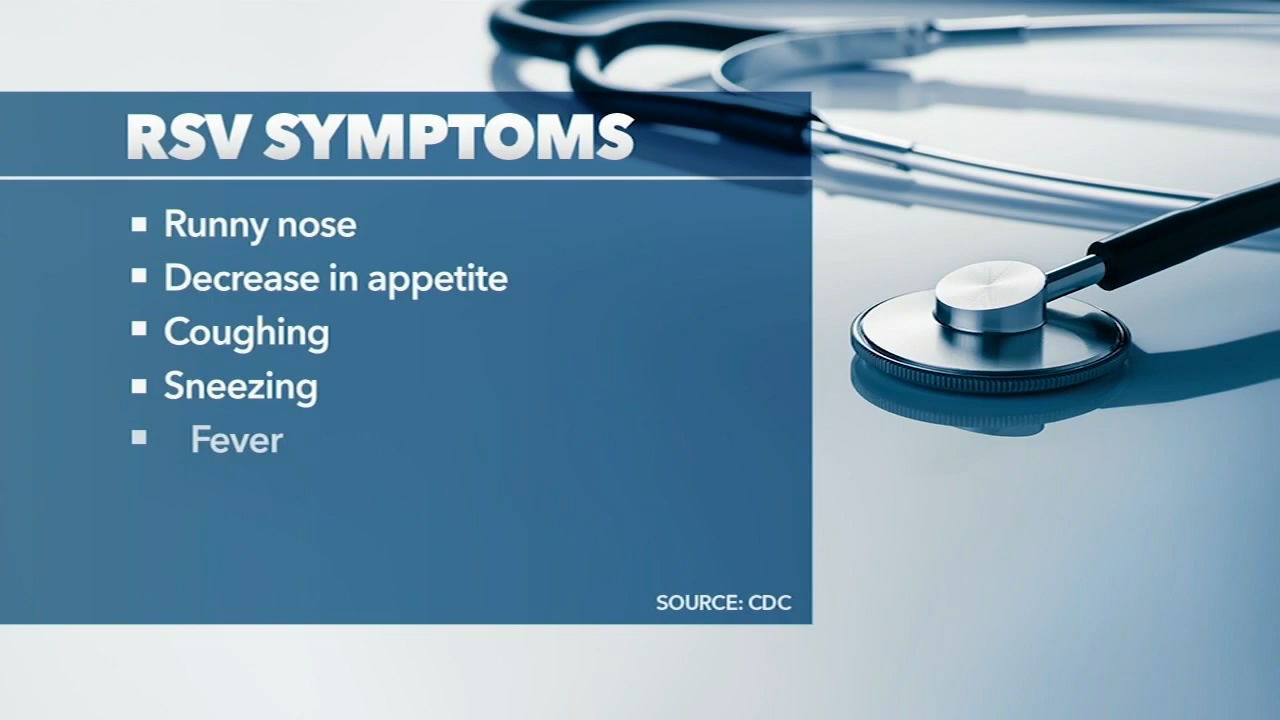 RSV SYMPTOMS
Runny nose
Decrease in appetite
Coughing
Sneezing
Fever
SOURCE: CDC